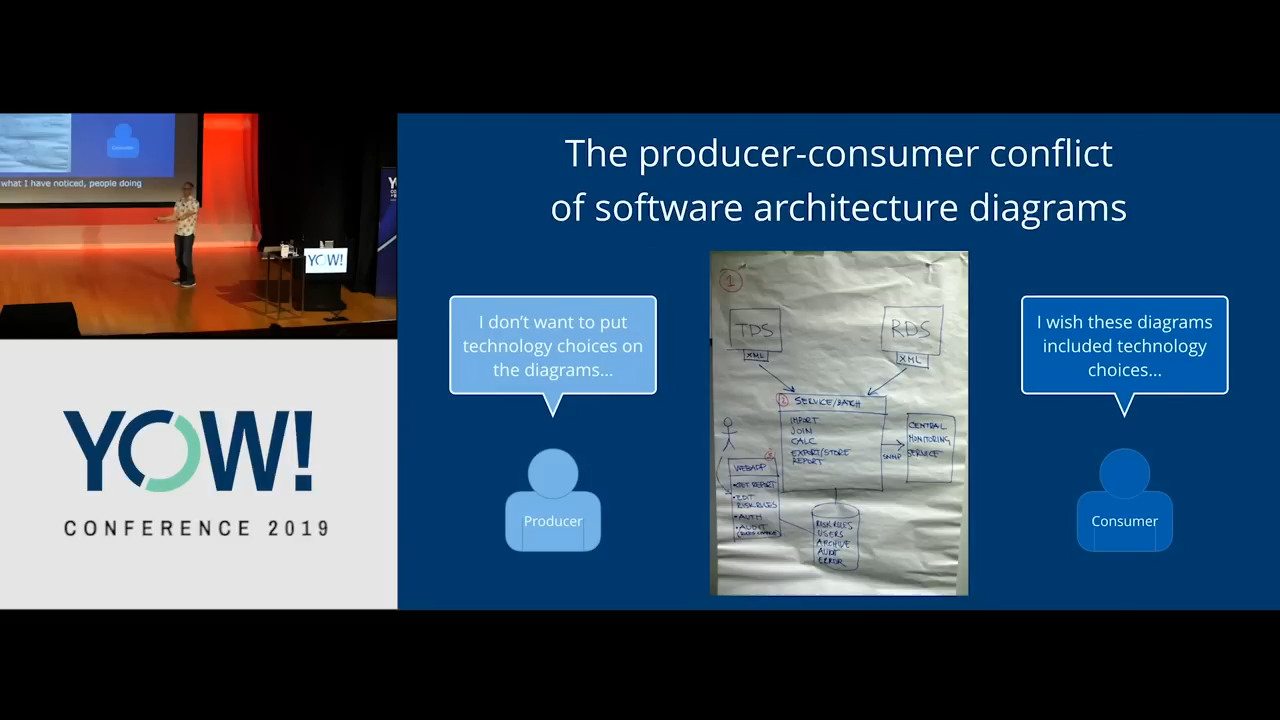 The producer-consumer conflict
of software architecture diagrams
I don't want to put
technology choices on
the diagrams...
Producer
I wish these diagrams
included technology
choices...
Consumer
1
TDS
XML
RDS
XML
2 SERVICE/BATCH
IMPORT
JOIN
CALC
EXPORT/STORE
REPORT
SNMP
CENTRAL
MONITORING
SERVICE
WEBAPP
• EDIT
RISK RULES
• AUTH
• AUDIT
RISK RULES
USERS
ARCHIVE
AUDIT
ERROR
what I have noticed, people doing
YOW!
YOW!
CONFERENCE 2019